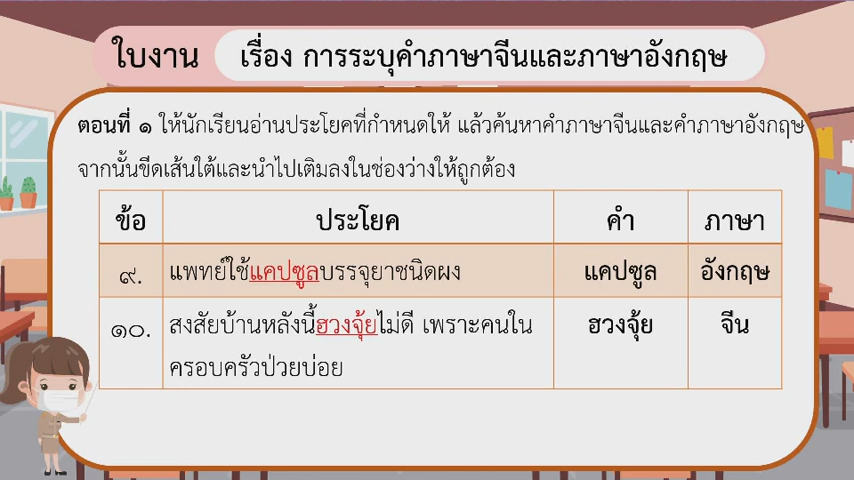 ใบงาน เรื่อง การระบุคำภาษาจีนและภาษาอังกฤษ
ตอนที่ ๑ ให้นักเรียนอ่านประโยคที่กำหนดให้ แล้วค้นหาคำภาษาจีนและคำภาษาอังกฤษ
จากนั้นขีดเส้นใต้และนำไปเติมลงในช่องว่างให้ถูกต้อง
ข้อ ประโยค คำ ภาษา
๙. แพทย์ใช้แคปซูลบรรจุยาชนิดผง แคปซูล อังกฤษ
๑๐. สงสัยบ้านหลังนี้ฮวงจุ้ยไม่ดี เพราะคนใน ฮวงจุ้ย จีน
ครอบครัวป่วยบ่อย